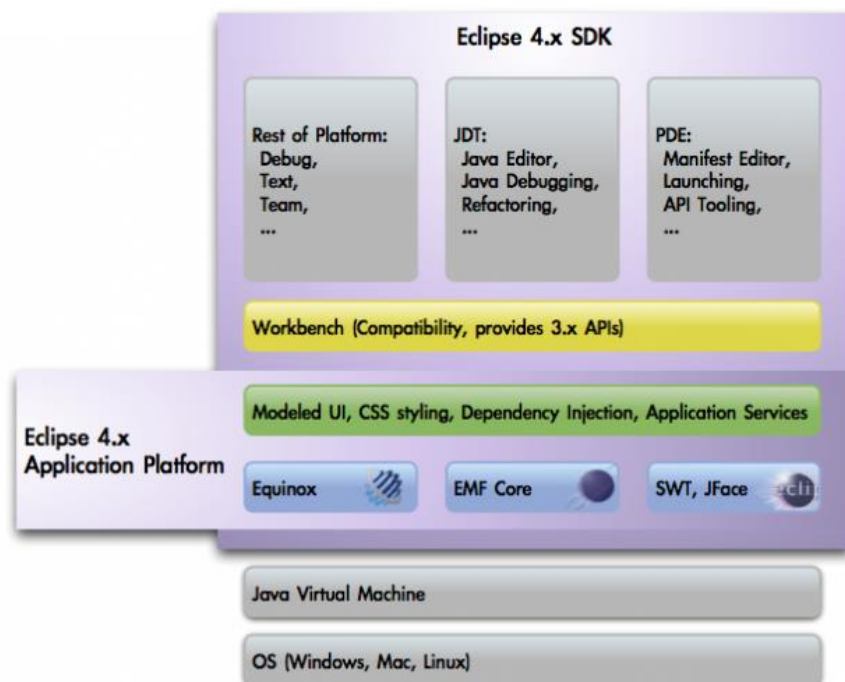 Eclipse 4.x SDK
Rest of Platform:
Debug,
Text,
Team,
...
JDT:
Java Editor,
Java Debugging,
Refactoring,
...
PDE:
Manifest Editor,
Launching,
API Tooling,
...
Workbench (Compatibility, provides 3.x APIs)
Eclipse 4.x
Application Platform
Modeled UI, CSS styling, Dependency Injection, Application Services
Equinox
EMF Core
SWT, JFace
ecli
Java Virtual Machine
OS (Windows, Mac, Linux)